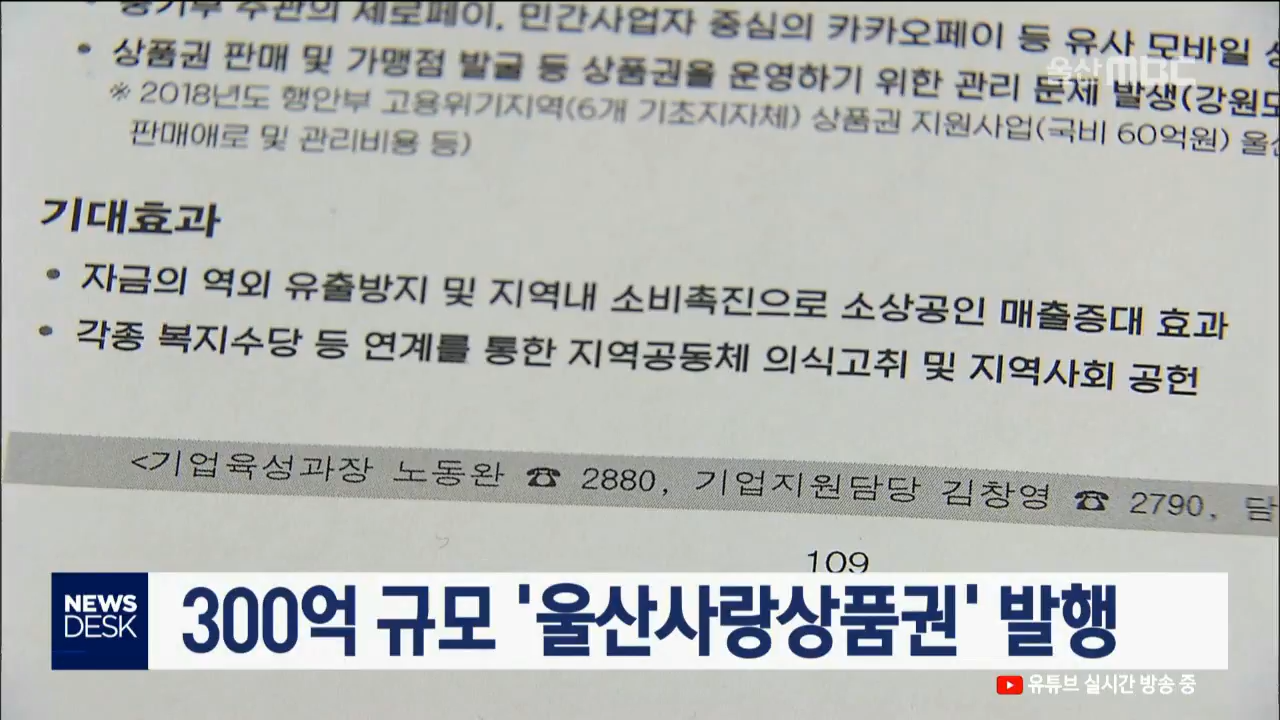 주관의 제로페이, 민간사업자 중심의 카카오페이 등 유사 모바일
울산MBC
• 상품권 판매 및 가맹점 발굴 등 상품권을 운영하기 위한 관리 문제 발생(강원도
※ 2018년도 행안부 고용위기지역(6개 기초지자체) 상품권 지원사업(국비 60억원) 울산
판매애로 및 관리비용 등)
기대효과
• 자금의 역외 유출방지 및 지역내 소비촉진으로 소상공인 매출증대 효과
• 각종 복지수당 등 연계를 통한 지역공동체 의식고취 및 지역사회 공헌
<기업육성과장 노동완 ☎ 2880, 기업지원담당 김창영 ☎ 2790, 담
109
NEWS
DESK
300억 규모 '울산사랑상품권' 발행
유튜브 실시간 방송 중